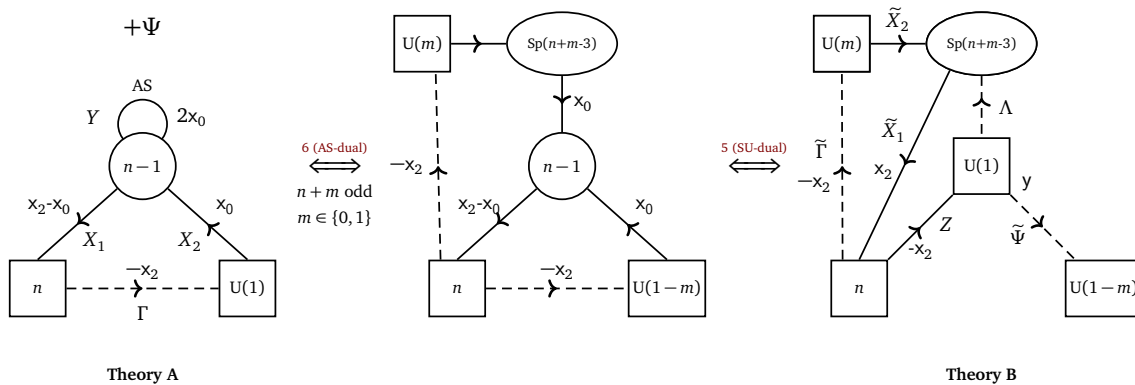 +Ψ
AS
Y
2x₀
n − 1
x₂-x₀
x₀
X₁
X₂
−x₂
n
U(1)
Γ
Theory A
6 (AS-dual)
n + m odd
m ∈ {0, 1}
U(m)
Sp(n+m-3)
x₀
−x₂
n − 1
x₂-x₀
x₀
−x₂
n
U(1 − m)
5 (SU-dual)
X̃₂
U(m)
Sp(n+m-3)
Λ
X̃₁
Γ̃
−x₂
x₂
U(1)
y
Z
Ψ̃
-x₂
n
U(1 − m)
Theory B